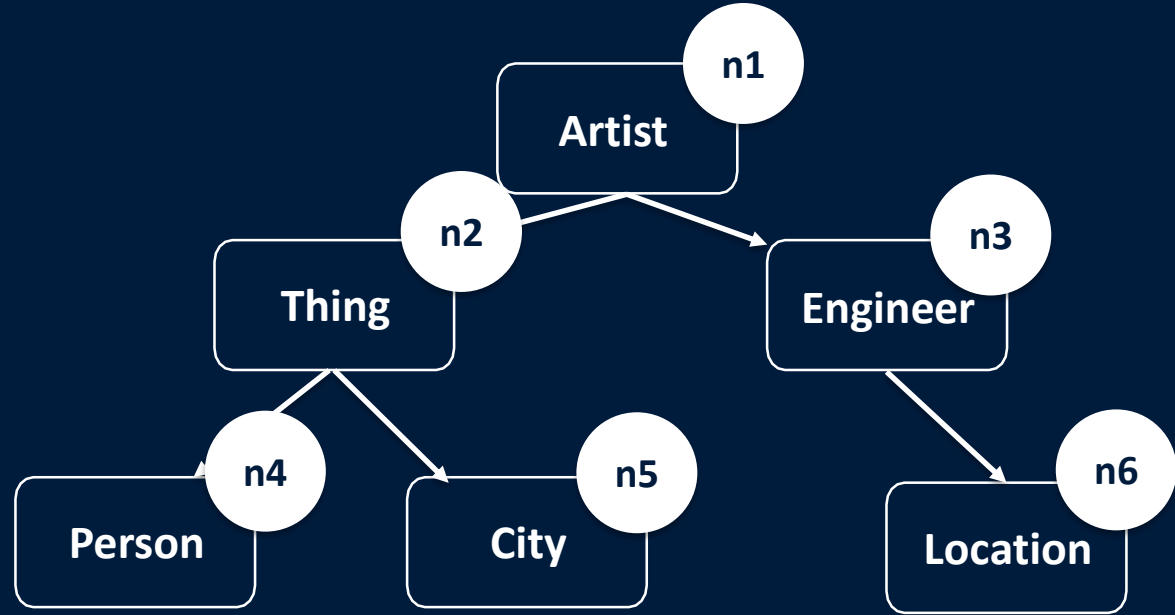 n1
Artist
n2
Thing
n3
Engineer
n4
Person
n5
City
n6
Location